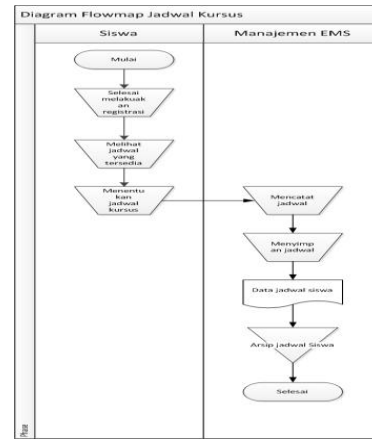 Diagram Flowmap Jadwal Kursus
Siswa
Manajemen EMS
Mulai
Selesai
melakuak
an
registrasi
Melihat
jadwal
yang
tersedia
Menentu
kan
jadwal
kursus
Mencatat
jadwal
Menyimp
an jadwal
Data jadwal siswa
Arsip jadwal Siswa
Selesai
Phase